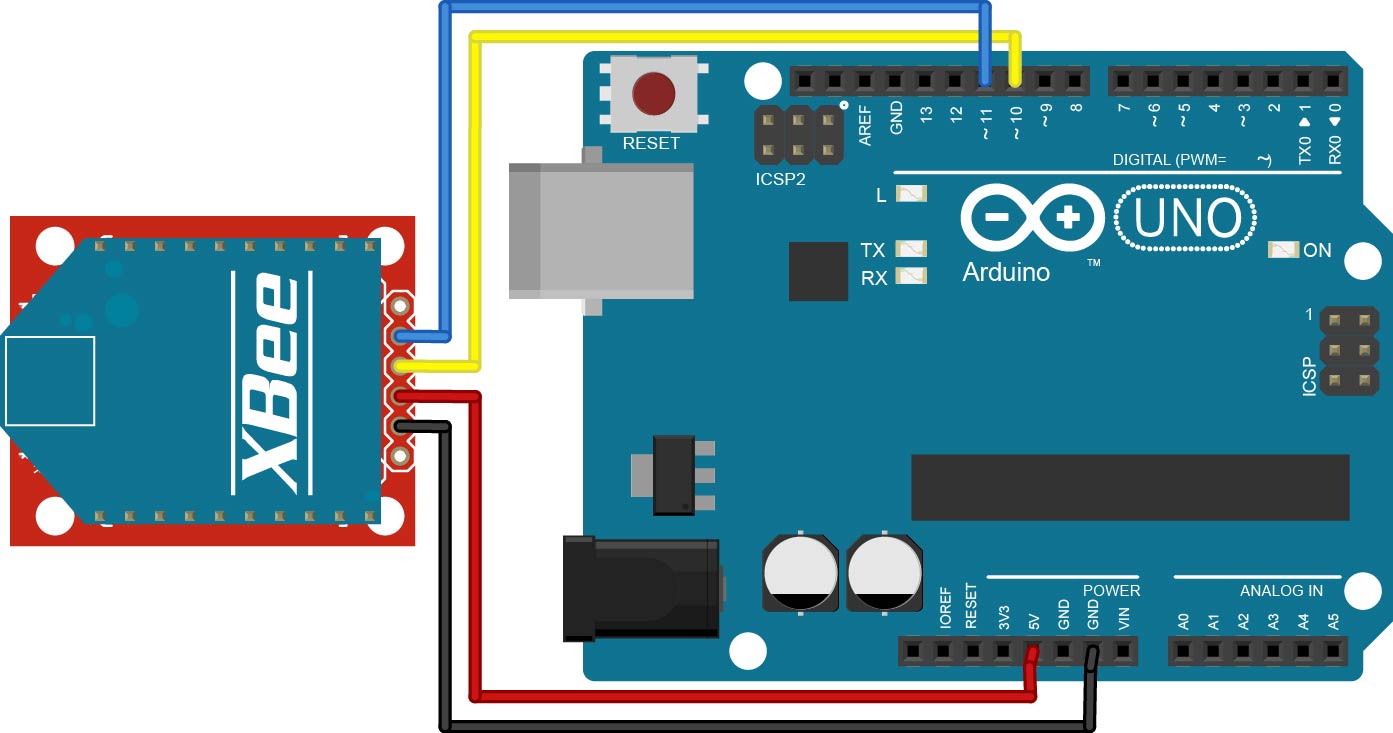 RESET
ICSP2
AREF
GND
13
12
~11
~10
~9
8
7
~6
~5
4
~3
2
TX0 ▶ 1
RX0 ◀ 0
DIGITAL (PWM= ~)
L
TX
RX
UNO
Arduino
™
ON
1
ICSP
XBee
POWER
ANALOG IN
IOREF
RESET
3V3
5V
GND
GND
VIN
A0
A1
A2
A3
A4
A5